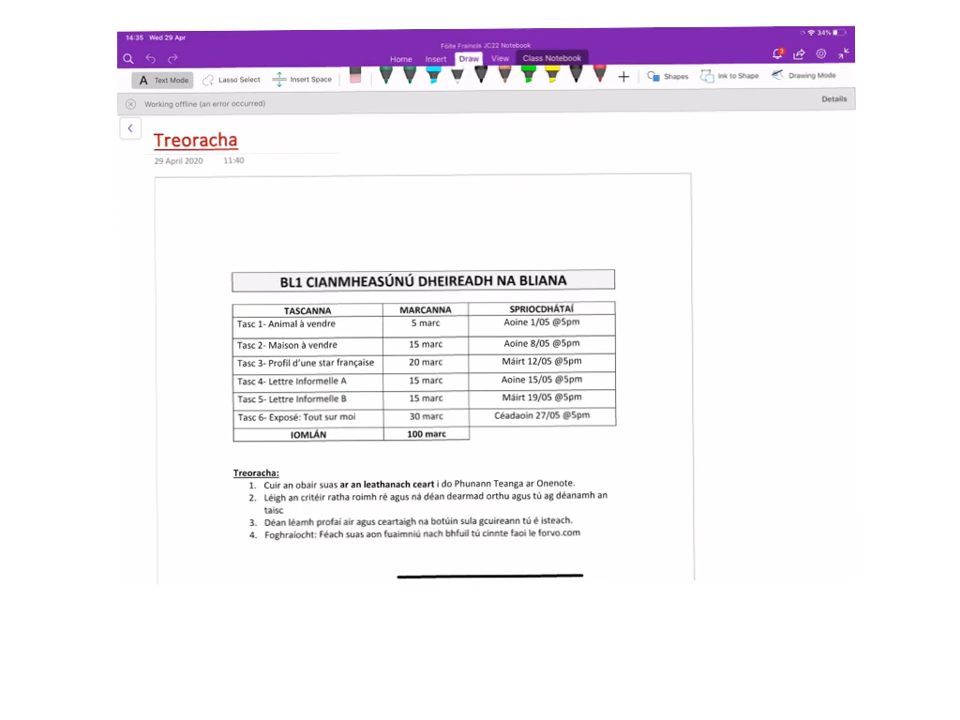 14:35 Wed 29 Apr
34%
Fóite Francis JC22 Notebook
Home Insert Draw View Class Notebook
Text Mode Lasso Select Insert Space Shapes Ink to Shape Drawing Mode
Working offline (an error occurred) Details
Treoracha
29 April 2020 11:40
BL1 CIANMHEASÚNÚ DHEIREADH NA BLIANA
TASCANNA MARCANNA SPRIOCDHÁTAÍ
Tasc 1- Animal à vendre 5 marc Aoine 1/05 @5pm
Tasc 2- Maison à vendre 15 marc Aoine 8/05 @5pm
Tasc 3- Profil d'une star française 20 marc Máirt 12/05 @5pm
Tasc 4- Lettre Informelle A 15 marc Aoine 15/05 @5pm
Tasc 5- Lettre Informelle B 15 marc Máirt 19/05 @5pm
Tasc 6- Exposé: Tout sur moi 30 marc Céadaoin 27/05 @5pm
IOMLÁN 100 marc
Treoracha:
1. Cuir an obair suas ar an leathanach ceart i do Phunann Teanga ar Onenote.
2. Léigh an critéir ratha roimh ré agus ná déan dearmad orthu agus tú ag déanamh an
taisc
3. Déan léamh profaí air agus ceartaigh na botúin sula gcuireann tú é isteach.
4. Foghraíocht: Féach suas aon fuaimniú nach bhfuil tú cinnte faoi le forvo.com